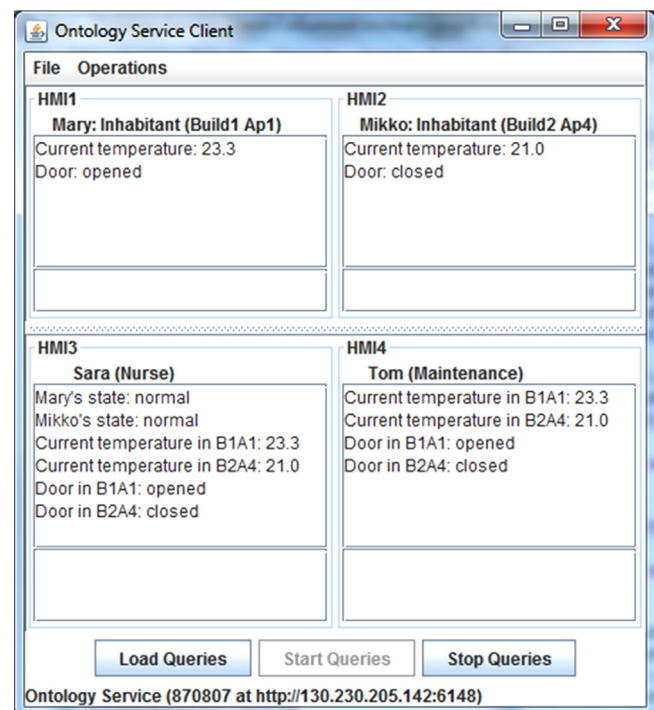 Ontology Service Client
File Operations
HMI1
Mary: Inhabitant (Build1 Ap1)
Current temperature: 23.3
Door: opened
HMI2
Mikko: Inhabitant (Build2 Ap4)
Current temperature: 21.0
Door: closed
HMI3
Sara (Nurse)
Mary's state: normal
Mikko's state: normal
Current temperature in B1A1: 23.3
Current temperature in B2A4: 21.0
Door in B1A1: opened
Door in B2A4: closed
HMI4
Tom (Maintenance)
Current temperature in B1A1: 23.3
Current temperature in B2A4: 21.0
Door in B1A1: opened
Door in B2A4: closed
Load Queries Start Queries Stop Queries
Ontology Service (870807 at http://130.230.205.142:6148)